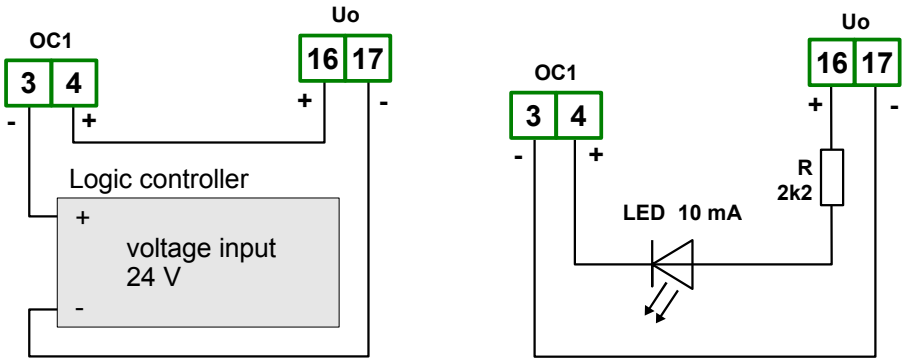 Uo
OC1
16 17
3 4
+ -
- +
Logic controller
+
voltage input
24 V
-
Uo
16 17
OC1
+ -
3 4
- +
R
2k2
LED 10 mA